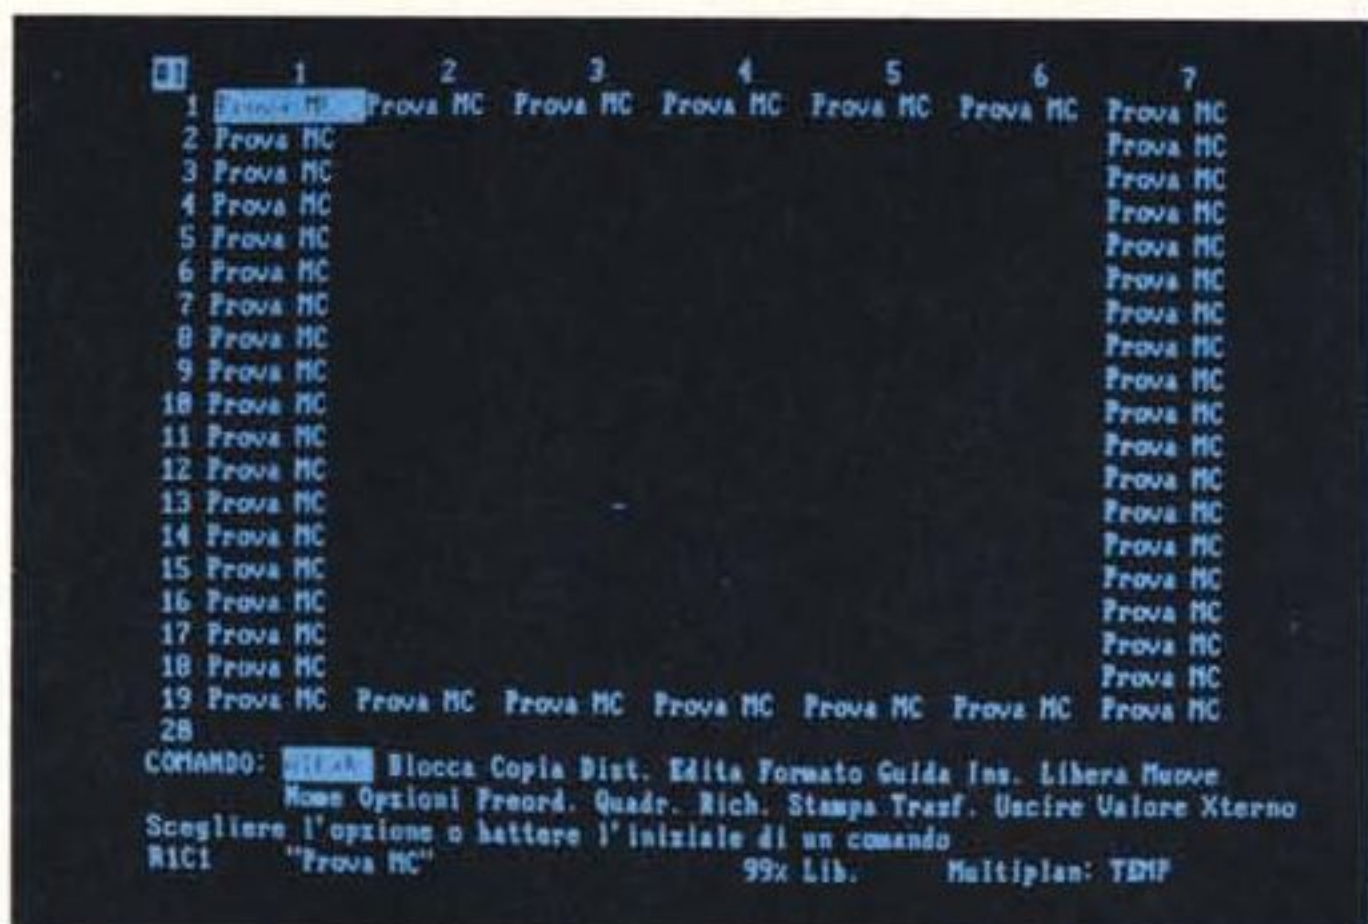 #1 1 2 3 4 5 6 7
1 Prova MC Prova MC Prova MC Prova MC Prova MC Prova MC Prova MC
2 Prova MC Prova MC
3 Prova MC Prova MC
4 Prova MC Prova MC
5 Prova MC Prova MC
6 Prova MC Prova MC
7 Prova MC Prova MC
8 Prova MC Prova MC
9 Prova MC Prova MC
10 Prova MC Prova MC
11 Prova MC Prova MC
12 Prova MC Prova MC
13 Prova MC Prova MC
14 Prova MC Prova MC
15 Prova MC Prova MC
16 Prova MC Prova MC
17 Prova MC Prova MC
18 Prova MC Prova MC
19 Prova MC Prova MC Prova MC Prova MC Prova MC Prova MC Prova MC
20
COMANDO: Blocca Copia Dist. Edita Formato Guida Ins. Libera Muove
Nome Opzioni Preord. Quadr. Rich. Stampa Trasf. Uscire Valore Xterno
Scegliere l'opzione o battere l'iniziale di un comando
R1C1 "Prova MC" 99% Lib. Multiplan: TEMP